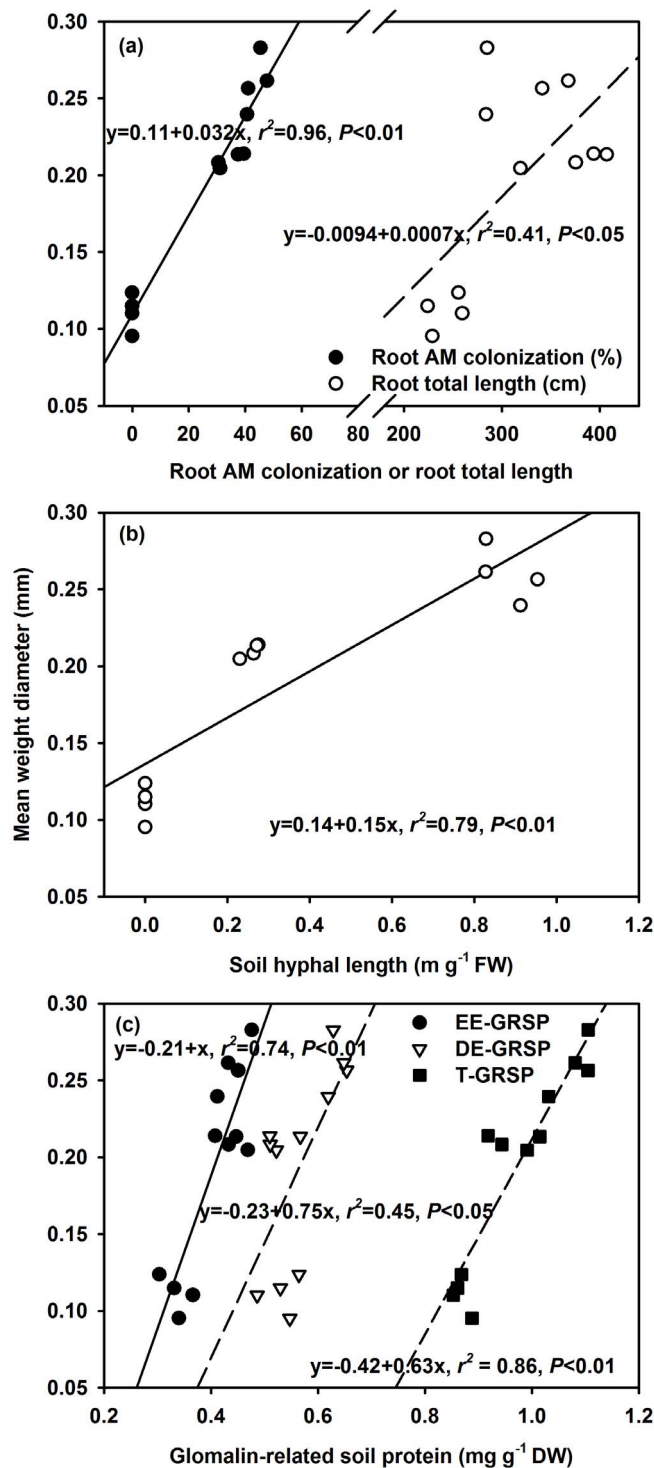 (a)
0.30
0.25
0.20
0.15
0.10
0.05
y=0.11+0.032x, r²=0.96, P<0.01
y=-0.0094+0.0007x, r²=0.41, P<0.05
Root AM colonization (%)
Root total length (cm)
0 20 40 60 80 200 300 400
Root AM colonization or root total length
(b)
0.30
0.25
0.20
0.15
0.10
0.05
Mean weight diameter (mm)
y=0.14+0.15x, r²=0.79, P<0.01
0.0 0.2 0.4 0.6 0.8 1.0 1.2
Soil hyphal length (m g⁻¹ FW)
(c)
0.30
0.25
0.20
0.15
0.10
0.05
EE-GRSP
DE-GRSP
T-GRSP
y=-0.21+x, r²=0.74, P<0.01
y=-0.23+0.75x, r²=0.45, P<0.05
y=-0.42+0.63x, r² = 0.86, P<0.01
0.2 0.4 0.6 0.8 1.0 1.2
Glomalin-related soil protein (mg g⁻¹ DW)